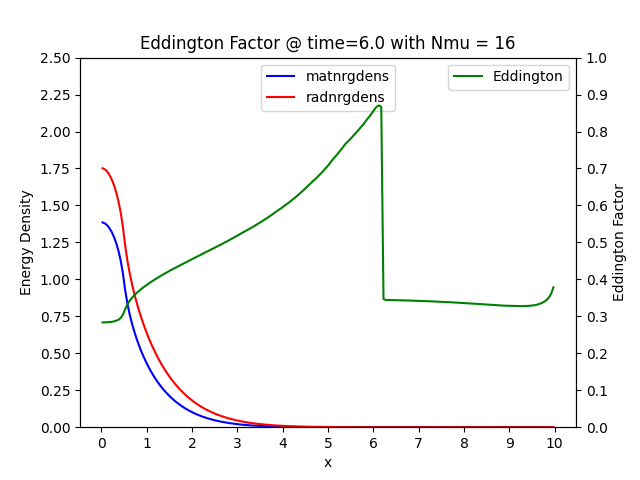 Eddington Factor @ time=6.0 with Nmu = 16
matnrgdens
radnrgdens
Eddington
2.50
2.25
2.00
1.75
1.50
1.25
1.00
0.75
0.50
0.25
0.00
Energy Density
1.0
0.9
0.8
0.7
0.6
0.5
0.4
0.3
0.2
0.1
0.0
Eddington Factor
0 1 2 3 4 5 6 7 8 9 10
x